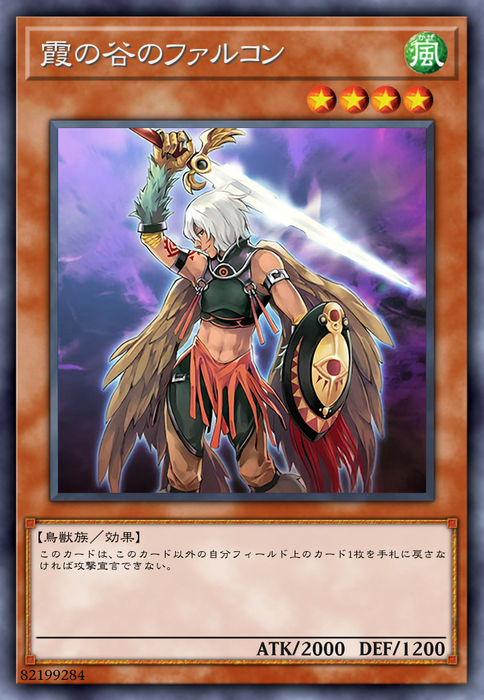 霞の谷のファルコン
かぜ
風
【鳥獣族／効果】
このカードは、このカード以外の自分フィールド上のカード1枚を手札に戻さな
ければ攻撃宣言できない。
ATK/2000 DEF/1200
82199284